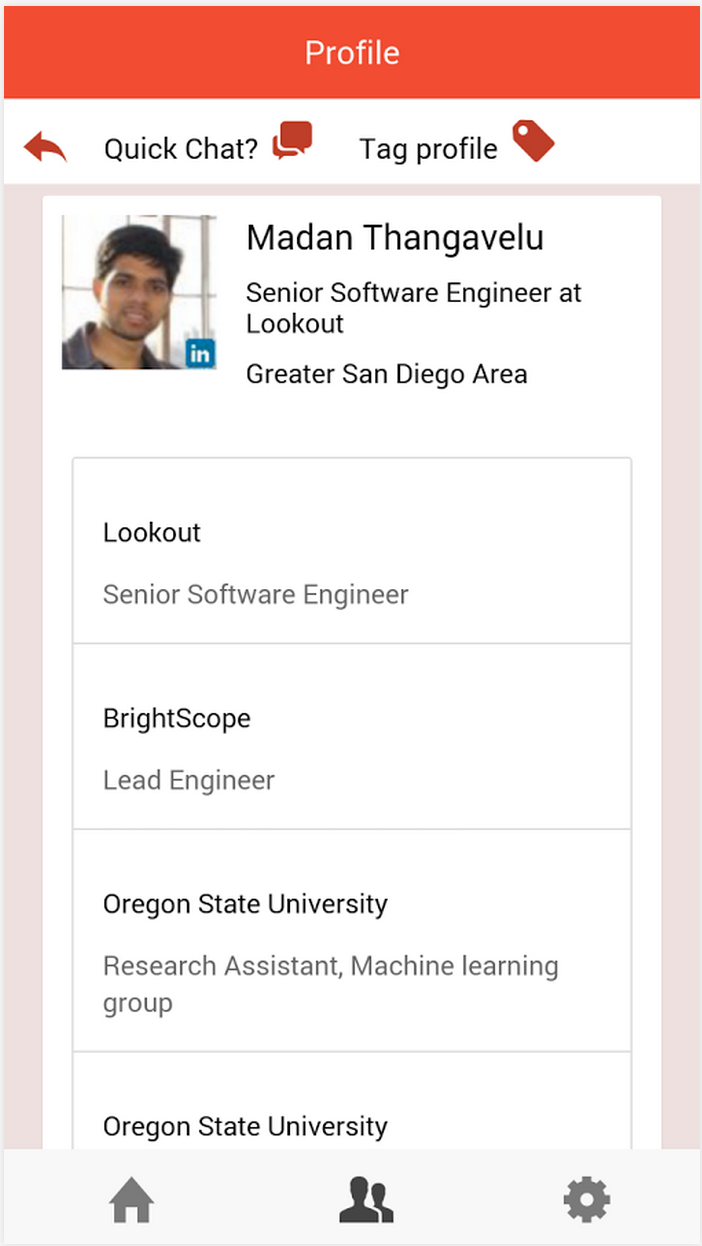 Profile
Quick Chat? Tag profile
Madan Thangavelu
Senior Software Engineer at
Lookout
in
Greater San Diego Area
Lookout
Senior Software Engineer
BrightScope
Lead Engineer
Oregon State University
Research Assistant, Machine learning
group
Oregon State University